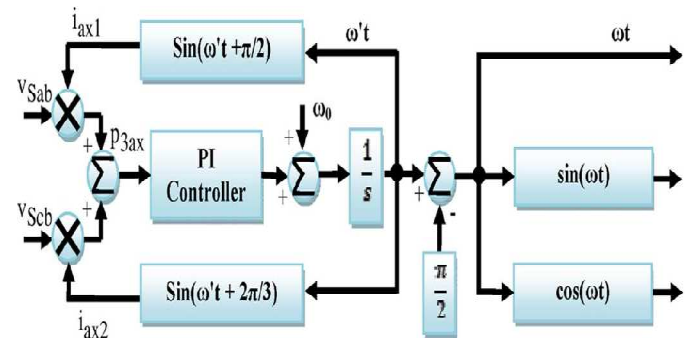 i_ax1
Sin(ω't +π/2)
ω't
ωt
v_Sab
+
p_3ax
+
ω₀
+
Σ
PI
Controller
+
Σ
1
s
+
Σ
-
sin(ωt)
v_Scb
+
Sin(ω't + 2π/3)
π
2
cos(ωt)
i_ax2